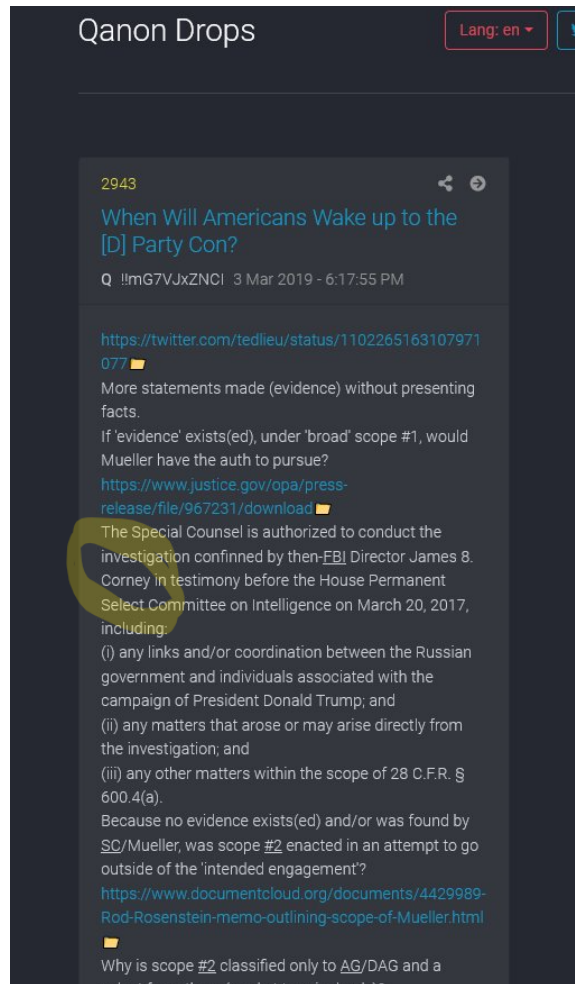 Qanon Drops
Lang: en
2943
When Will Americans Wake up to the
[D] Party Con?
Q !!mG7VJxZNCI 3 Mar 2019 - 6:17:55 PM
https://twitter.com/tedlieu/status/1102265163107971
077
More statements made (evidence) without presenting
facts.
If 'evidence' exists(ed), under 'broad' scope #1, would
Mueller have the auth to pursue?
https://www.justice.gov/opa/press-
release/file/967231/download
The Special Counsel is authorized to conduct the
investigation confinned by then-FBI Director James 8.
Corney in testimony before the House Permanent
Select Committee on Intelligence on March 20, 2017,
including:
(i) any links and/or coordination between the Russian
government and individuals associated with the
campaign of President Donald Trump; and
(ii) any matters that arose or may arise directly from
the investigation; and
(iii) any other matters within the scope of 28 C.F.R. §
600.4(a).
Because no evidence exists(ed) and/or was found by
SC/Mueller, was scope #2 enacted in an attempt to go
outside of the 'intended engagement'?
https://www.documentcloud.org/documents/4429989-
Rod-Rosenstein-memo-outlining-scope-of-Mueller.html
Why is scope #2 classified only to AG/DAG and a